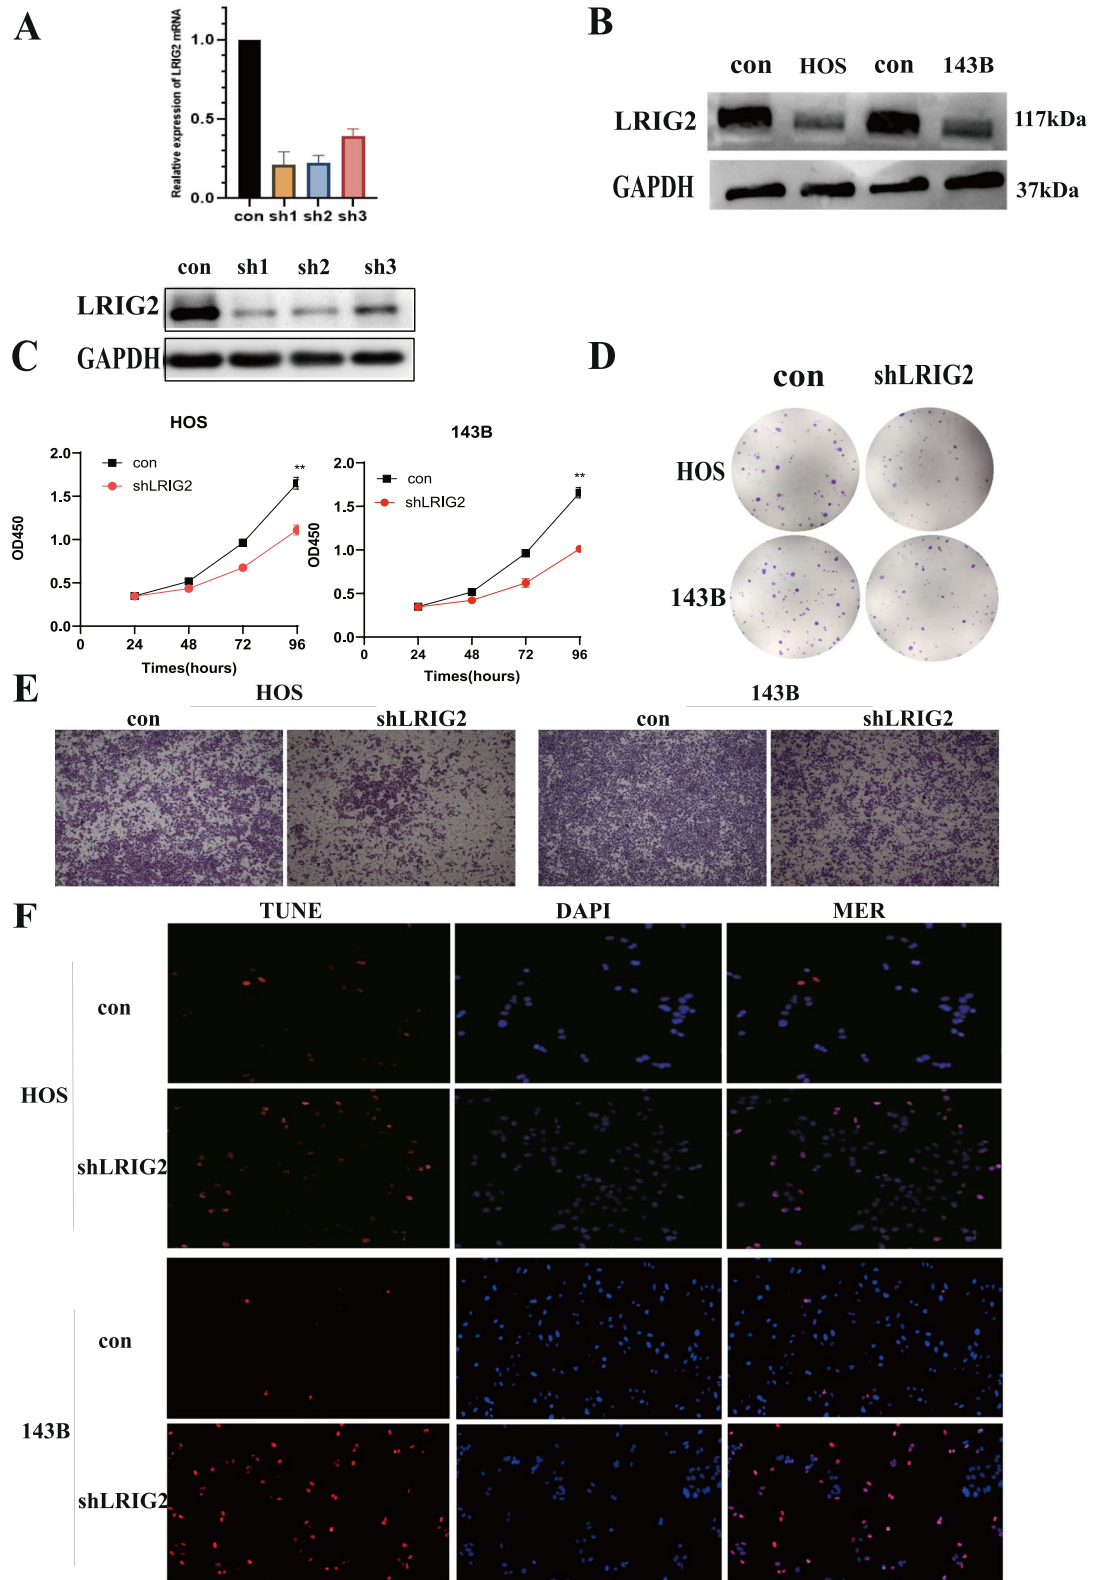 A
Realative expression of LRIG2 mRNA
1.0
0.5
0.0
con sh1 sh2 sh3
con sh1 sh2 sh3
LRIG2
GAPDH
B
con HOS con 143B
LRIG2 117kDa
GAPDH 37kDa
C
HOS
2.0
1.5
1.0
0.5
0.0
OD450
con
shLRIG2
**
0 24 48 72 96
Times(hours)
143B
2.0
1.5
1.0
0.5
0.0
OD450
con
shLRIG2
**
0 24 48 72 96
Times(hours)
D
con shLRIG2
HOS
143B
E
HOS 143B
con shLRIG2 con shLRIG2
F
TUNE DAPI MER
HOS
con
shLRIG2
143B
con
shLRIG2